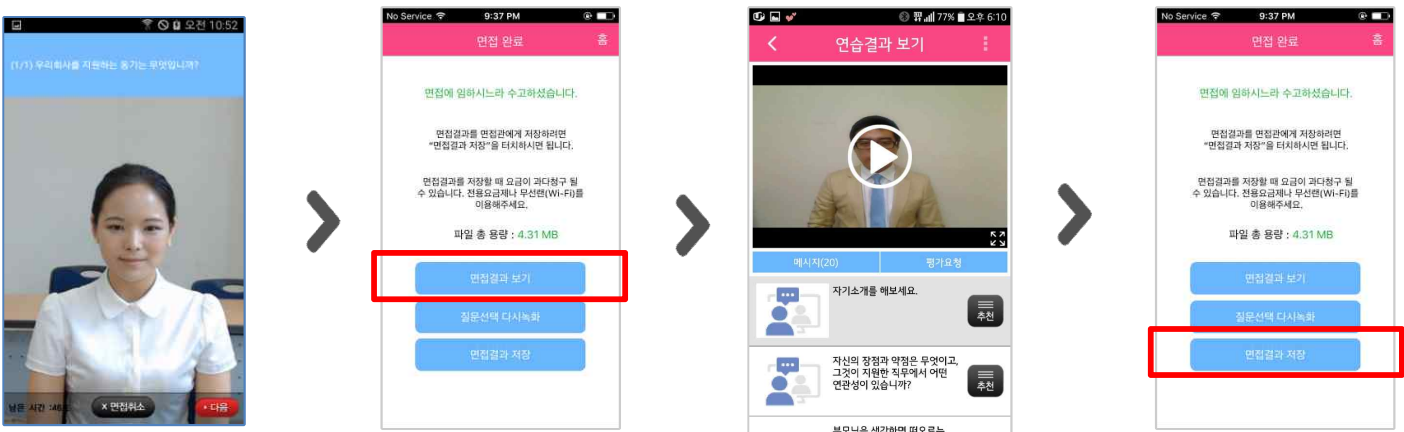 오전 10:52
(1/1) 우리회사를 지원하는 동기는 무엇입니까?
남은 시간 :46
× 면접취소
다음
No Service
9:37 PM
면접 완료
홈
면접에 임하시느라 수고하셨습니다.
면접결과를 면접관에게 저장하려면
"면접결과 저장"을 터치하시면 됩니다.
면접결과를 저장할 때 요금이 과다청구 될
수 있습니다. 전용요금제나 무선랜(Wi-Fi)를
이용해주세요.
파일 총 용량 : 4.31 MB
면접결과 보기
질문선택 다시녹화
면접결과 저장
77%
오후 6:10
연습결과 보기
메시지(20)
평가요청
자기소개를 해보세요.
추천
자신의 장점과 약점은 무엇이고,
그것이 지원한 직무에서 어떤
연관성이 있습니까?
추천
부모님을 생각하면 떠오르는
No Service
9:37 PM
면접 완료
홈
면접에 임하시느라 수고하셨습니다.
면접결과를 면접관에게 저장하려면
"면접결과 저장"을 터치하시면 됩니다.
면접결과를 저장할 때 요금이 과다청구 될
수 있습니다. 전용요금제나 무선랜(Wi-Fi)를
이용해주세요.
파일 총 용량 : 4.31 MB
면접결과 보기
질문선택 다시녹화
면접결과 저장